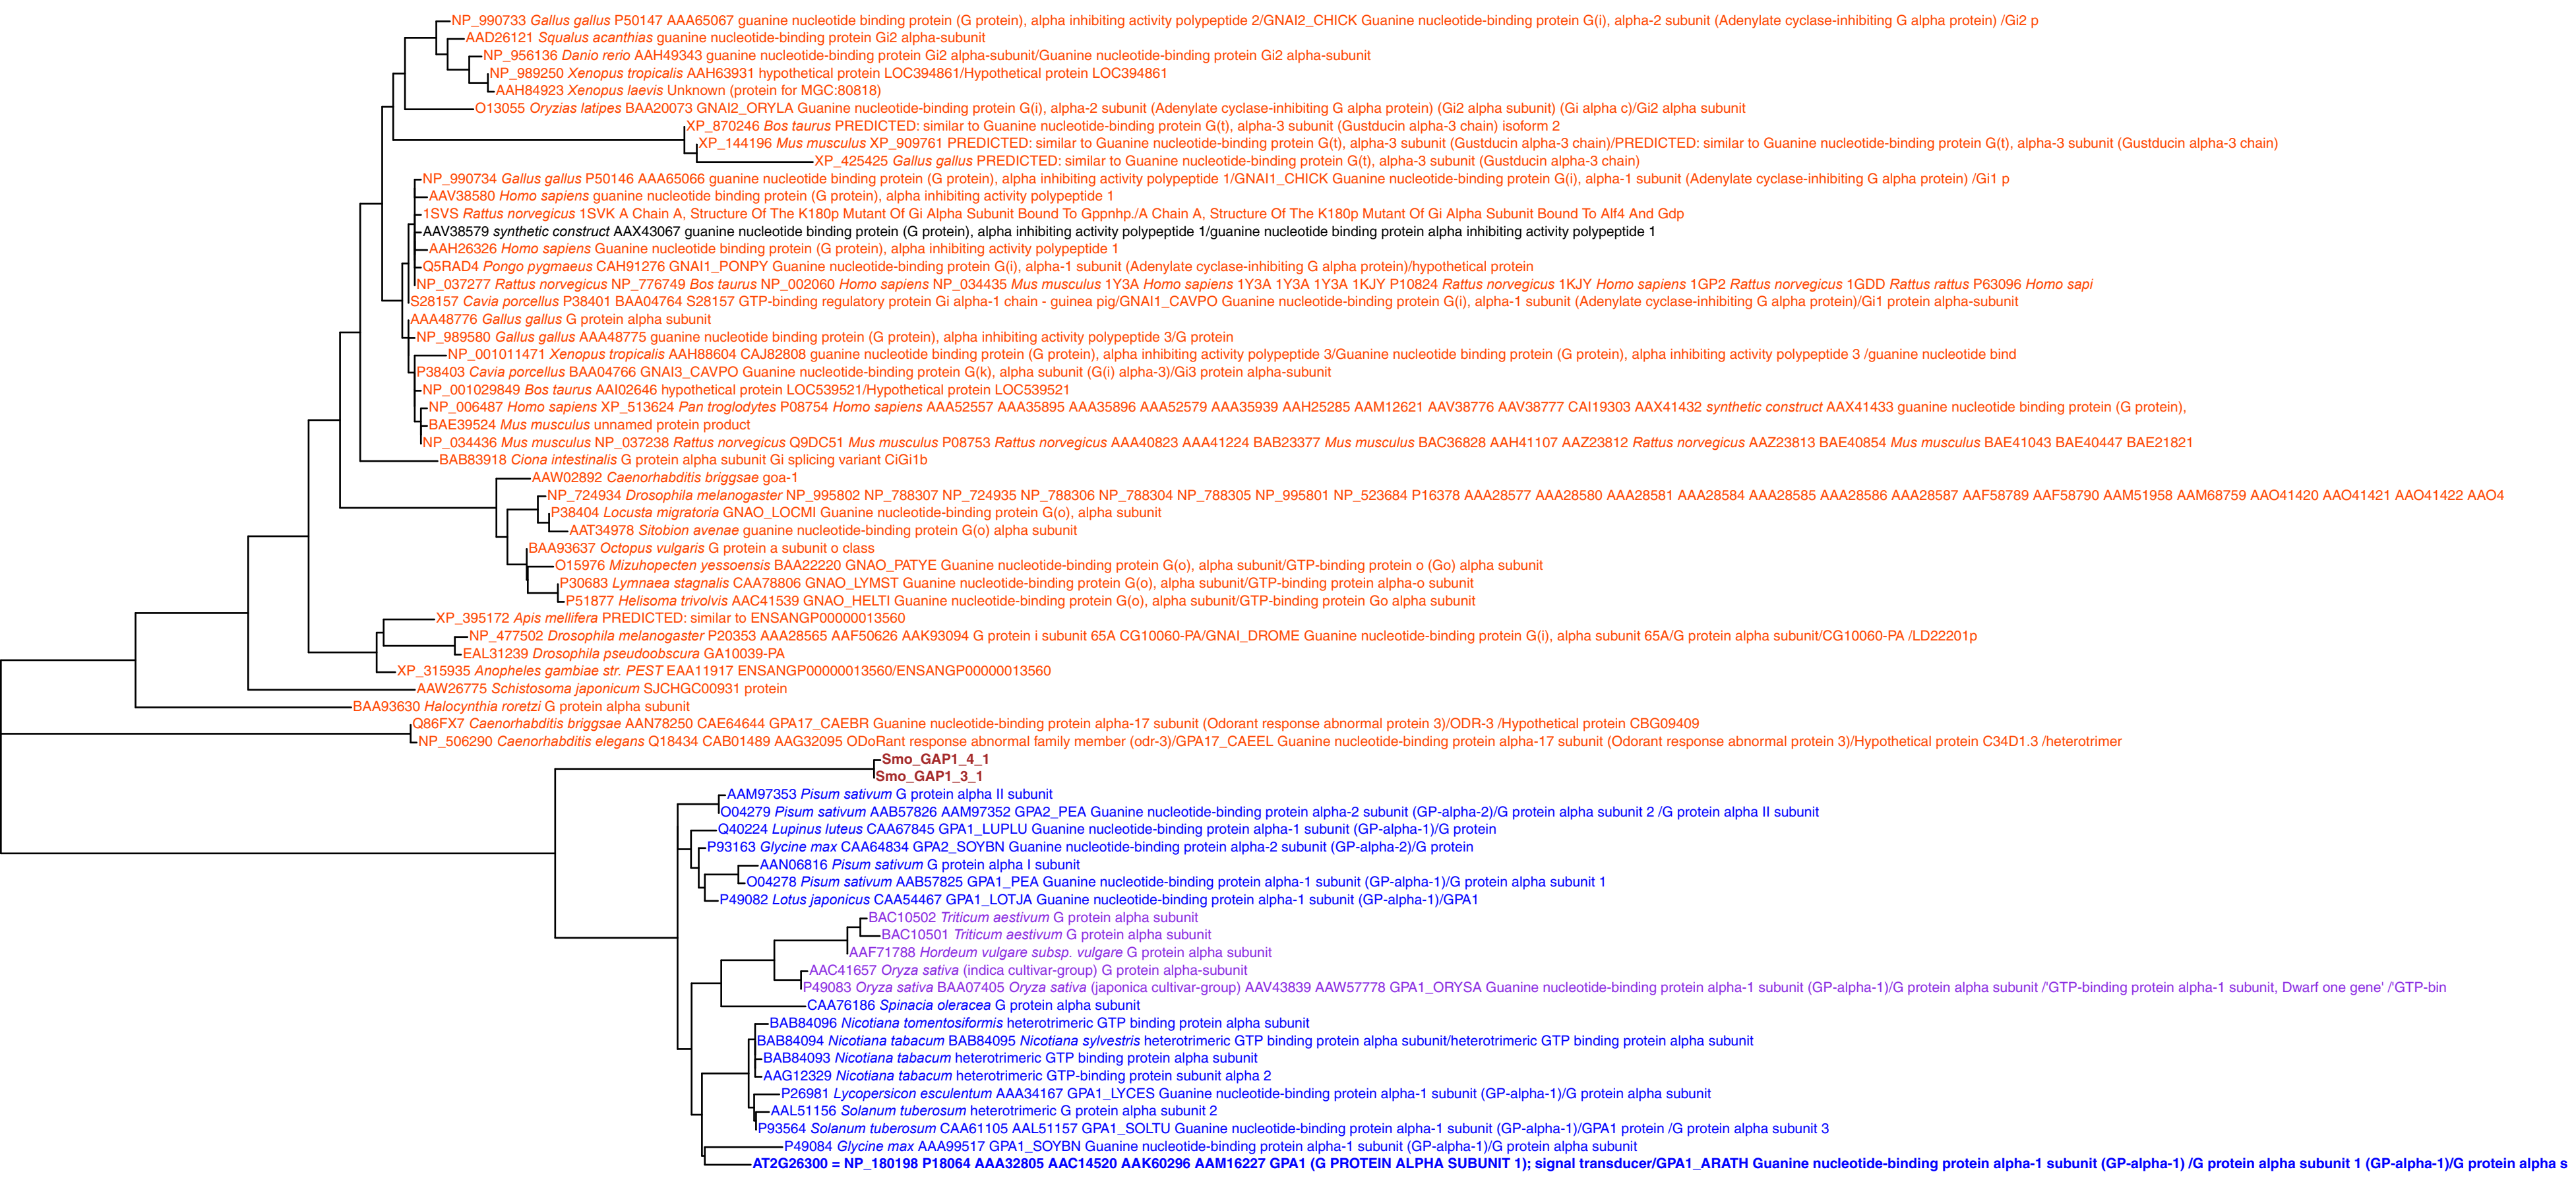 NP_990733 Gallus gallus P50147 AAA65067 guanine nucleotide binding protein (G protein), alpha inhibiting activity polypeptide 2/GNAI2_CHICK Guanine nucleotide-binding protein G(i), alpha-2 subunit (Adenylate cyclase-inhibiting G alpha protein) /Gi2 p
AAD26121 Squalus acanthias guanine nucleotide-binding protein Gi2 alpha-subunit
NP_956136 Danio rerio AAH49343 guanine nucleotide-binding protein Gi2 alpha-subunit/Guanine nucleotide-binding protein Gi2 alpha-subunit
NP_989250 Xenopus tropicalis AAH63931 hypothetical protein LOC394861/Hypothetical protein LOC394861
AAH84923 Xenopus laevis Unknown (protein for MGC:80818)
O13055 Oryzias latipes BAA20073 GNAI2_ORYLA Guanine nucleotide-binding protein G(i), alpha-2 subunit (Adenylate cyclase-inhibiting G alpha protein) (Gi2 alpha subunit) (Gi alpha c)/Gi2 alpha subunit
XP_870246 Bos taurus PREDICTED: similar to Guanine nucleotide-binding protein G(t), alpha-3 subunit (Gustducin alpha-3 chain) isoform 2
XP_144196 Mus musculus XP_909761 PREDICTED: similar to Guanine nucleotide-binding protein G(t), alpha-3 subunit (Gustducin alpha-3 chain)/PREDICTED: similar to Guanine nucleotide-binding protein G(t), alpha-3 subunit (Gustducin alpha-3 chain)
XP_425425 Gallus gallus PREDICTED: similar to Guanine nucleotide-binding protein G(t), alpha-3 subunit (Gustducin alpha-3 chain)
NP_990734 Gallus gallus P50146 AAA65066 guanine nucleotide binding protein (G protein), alpha inhibiting activity polypeptide 1/GNAI1_CHICK Guanine nucleotide-binding protein G(i), alpha-1 subunit (Adenylate cyclase-inhibiting G alpha protein) /Gi1 p
AAV38580 Homo sapiens guanine nucleotide binding protein (G protein), alpha inhibiting activity polypeptide 1
1SVS Rattus norvegicus 1SVK A Chain A, Structure Of The K180p Mutant Of Gi Alpha Subunit Bound To Gppnhp./A Chain A, Structure Of The K180p Mutant Of Gi Alpha Subunit Bound To Alf4 And Gdp
AAV38579 synthetic construct AAX43067 guanine nucleotide binding protein (G protein), alpha inhibiting activity polypeptide 1/guanine nucleotide binding protein alpha inhibiting activity polypeptide 1
AAH26326 Homo sapiens Guanine nucleotide binding protein (G protein), alpha inhibiting activity polypeptide 1
Q5RAD4 Pongo pygmaeus CAH91276 GNAI1_PONPY Guanine nucleotide-binding protein G(i), alpha-1 subunit (Adenylate cyclase-inhibiting G alpha protein)/hypothetical protein
NP_037277 Rattus norvegicus NP_776749 Bos taurus NP_002060 Homo sapiens NP_034435 Mus musculus 1Y3A Homo sapiens 1Y3A 1Y3A 1Y3A 1KJY P10824 Rattus norvegicus 1KJY Homo sapiens 1GP2 Rattus norvegicus 1GDD Rattus rattus P63096 Homo sapi
S28157 Cavia porcellus P38401 BAA04764 S28157 GTP-binding regulatory protein Gi alpha-1 chain - guinea pig/GNAI1_CAVPO Guanine nucleotide-binding protein G(i), alpha-1 subunit (Adenylate cyclase-inhibiting G alpha protein)/Gi1 protein alpha-subunit
AAA48776 Gallus gallus G protein alpha subunit
NP_989580 Gallus gallus AAA48775 guanine nucleotide binding protein (G protein), alpha inhibiting activity polypeptide 3/G protein
NP_001011471 Xenopus tropicalis AAH88604 CAJ82808 guanine nucleotide binding protein (G protein), alpha inhibiting activity polypeptide 3/Guanine nucleotide binding protein (G protein), alpha inhibiting activity polypeptide 3 /guanine nucleotide bind
P38403 Cavia porcellus BAA04766 GNAI3_CAVPO Guanine nucleotide-binding protein G(k), alpha subunit (G(i) alpha-3)/Gi3 protein alpha-subunit
NP_001029849 Bos taurus AAI02646 hypothetical protein LOC539521/Hypothetical protein LOC539521
NP_006487 Homo sapiens XP_513624 Pan troglodytes P08754 Homo sapiens AAA52557 AAA35895 AAA35896 AAA52579 AAA35939 AAH25285 AAM12621 AAV38776 AAV38777 CAI19303 AAX41432 synthetic construct AAX41433 guanine nucleotide binding protein (G protein),
BAE39524 Mus musculus unnamed protein product
NP_034436 Mus musculus NP_037238 Rattus norvegicus Q9DC51 Mus musculus P08753 Rattus norvegicus AAA40823 AAA41224 BAB23377 Mus musculus BAC36828 AAH41107 AAZ23812 Rattus norvegicus AAZ23813 BAE40854 Mus musculus BAE41043 BAE40447 BAE21821
BAB83918 Ciona intestinalis G protein alpha subunit Gi splicing variant CiGi1b
AAW02892 Caenorhabditis briggsae goa-1
NP_724934 Drosophila melanogaster NP_995802 NP_788307 NP_724935 NP_788306 NP_788304 NP_788305 NP_995801 NP_523684 P16378 AAA28577 AAA28580 AAA28581 AAA28584 AAA28585 AAA28586 AAA28587 AAF58789 AAF58790 AAM51958 AAM68759 AAO41420 AAO41421 AAO41422 AAO4
P38404 Locusta migratoria GNAO_LOCMI Guanine nucleotide-binding protein G(o), alpha subunit
AAT34978 Sitobion avenae guanine nucleotide-binding protein G(o) alpha subunit
BAA93637 Octopus vulgaris G protein a subunit o class
O15976 Mizuhopecten yessoensis BAA22220 GNAO_PATYE Guanine nucleotide-binding protein G(o), alpha subunit/GTP-binding protein o (Go) alpha subunit
P30683 Lymnaea stagnalis CAA78806 GNAO_LYMST Guanine nucleotide-binding protein G(o), alpha subunit/GTP-binding protein alpha-o subunit
P51877 Helisoma trivolvis AAC41539 GNAO_HELTI Guanine nucleotide-binding protein G(o), alpha subunit/GTP-binding protein Go alpha subunit
XP_395172 Apis mellifera PREDICTED: similar to ENSANGP00000013560
NP_477502 Drosophila melanogaster P20353 AAA28565 AAF50626 AAK93094 G protein i subunit 65A CG10060-PA/GNAI_DROME Guanine nucleotide-binding protein G(i), alpha subunit 65A/G protein alpha subunit/CG10060-PA /LD22201p
EAL31239 Drosophila pseudoobscura GA10039-PA
XP_315935 Anopheles gambiae str. PEST EAA11917 ENSANGP00000013560/ENSANGP00000013560
AAW26775 Schistosoma japonicum SJCHGC00931 protein
BAA93630 Halocynthia roretzi G protein alpha subunit
Q86FX7 Caenorhabditis briggsae AAN78250 CAE64644 GPA17_CAEBR Guanine nucleotide-binding protein alpha-17 subunit (Odorant response abnormal protein 3)/ODR-3 /Hypothetical protein CBG09409
NP_506290 Caenorhabditis elegans Q18434 CAB01489 AAG32095 ODoRant response abnormal family member (odr-3)/GPA17_CAEEL Guanine nucleotide-binding protein alpha-17 subunit (Odorant response abnormal protein 3)/Hypothetical protein C34D1.3 /heterotrimer
Smo_GAP1_4_1
Smo_GAP1_3_1
AAM97353 Pisum sativum G protein alpha II subunit
O04279 Pisum sativum AAB57826 AAM97352 GPA2_PEA Guanine nucleotide-binding protein alpha-2 subunit (GP-alpha-2)/G protein alpha subunit 2 /G protein alpha II subunit
Q40224 Lupinus luteus CAA67845 GPA1_LUPLU Guanine nucleotide-binding protein alpha-1 subunit (GP-alpha-1)/G protein
P93163 Glycine max CAA64834 GPA2_SOYBN Guanine nucleotide-binding protein alpha-2 subunit (GP-alpha-2)/G protein
AAN06816 Pisum sativum G protein alpha I subunit
O04278 Pisum sativum AAB57825 GPA1_PEA Guanine nucleotide-binding protein alpha-1 subunit (GP-alpha-1)/G protein alpha subunit 1
P49082 Lotus japonicus CAA54467 GPA1_LOTJA Guanine nucleotide-binding protein alpha-1 subunit (GP-alpha-1)/GPA1
BAC10502 Triticum aestivum G protein alpha subunit
BAC10501 Triticum aestivum G protein alpha subunit
AAF71788 Hordeum vulgare subsp. vulgare G protein alpha subunit
AAC41657 Oryza sativa (indica cultivar-group) G protein alpha-subunit
P49083 Oryza sativa BAA07405 Oryza sativa (japonica cultivar-group) AAV43839 AAW57778 GPA1_ORYSA Guanine nucleotide-binding protein alpha-1 subunit (GP-alpha-1)/G protein alpha subunit /'GTP-binding protein alpha-1 subunit, Dwarf one gene' /'GTP-bin
CAA76186 Spinacia oleracea G protein alpha subunit
BAB84096 Nicotiana tomentosiformis heterotrimeric GTP binding protein alpha subunit
BAB84094 Nicotiana tabacum BAB84095 Nicotiana sylvestris heterotrimeric GTP binding protein alpha subunit/heterotrimeric GTP binding protein alpha subunit
BAB84093 Nicotiana tabacum heterotrimeric GTP binding protein alpha subunit
AAG12329 Nicotiana tabacum heterotrimeric GTP-binding protein subunit alpha 2
P26981 Lycopersicon esculentum AAA34167 GPA1_LYCES Guanine nucleotide-binding protein alpha-1 subunit (GP-alpha-1)/G protein alpha subunit
AAL51156 Solanum tuberosum heterotrimeric G protein alpha subunit 2
P93564 Solanum tuberosum CAA61105 AAL51157 GPA1_SOLTU Guanine nucleotide-binding protein alpha-1 subunit (GP-alpha-1)/GPA1 protein /G protein alpha subunit 3
P49084 Glycine max AAA99517 GPA1_SOYBN Guanine nucleotide-binding protein alpha-1 subunit (GP-alpha-1)/G protein alpha subunit
AT2G26300 = NP_180198 P18064 AAA32805 AAC14520 AAK60296 AAM16227 GPA1 (G PROTEIN ALPHA SUBUNIT 1); signal transducer/GPA1_ARATH Guanine nucleotide-binding protein alpha-1 subunit (GP-alpha-1) /G protein alpha subunit 1 (GP-alpha-1)/G protein alpha s